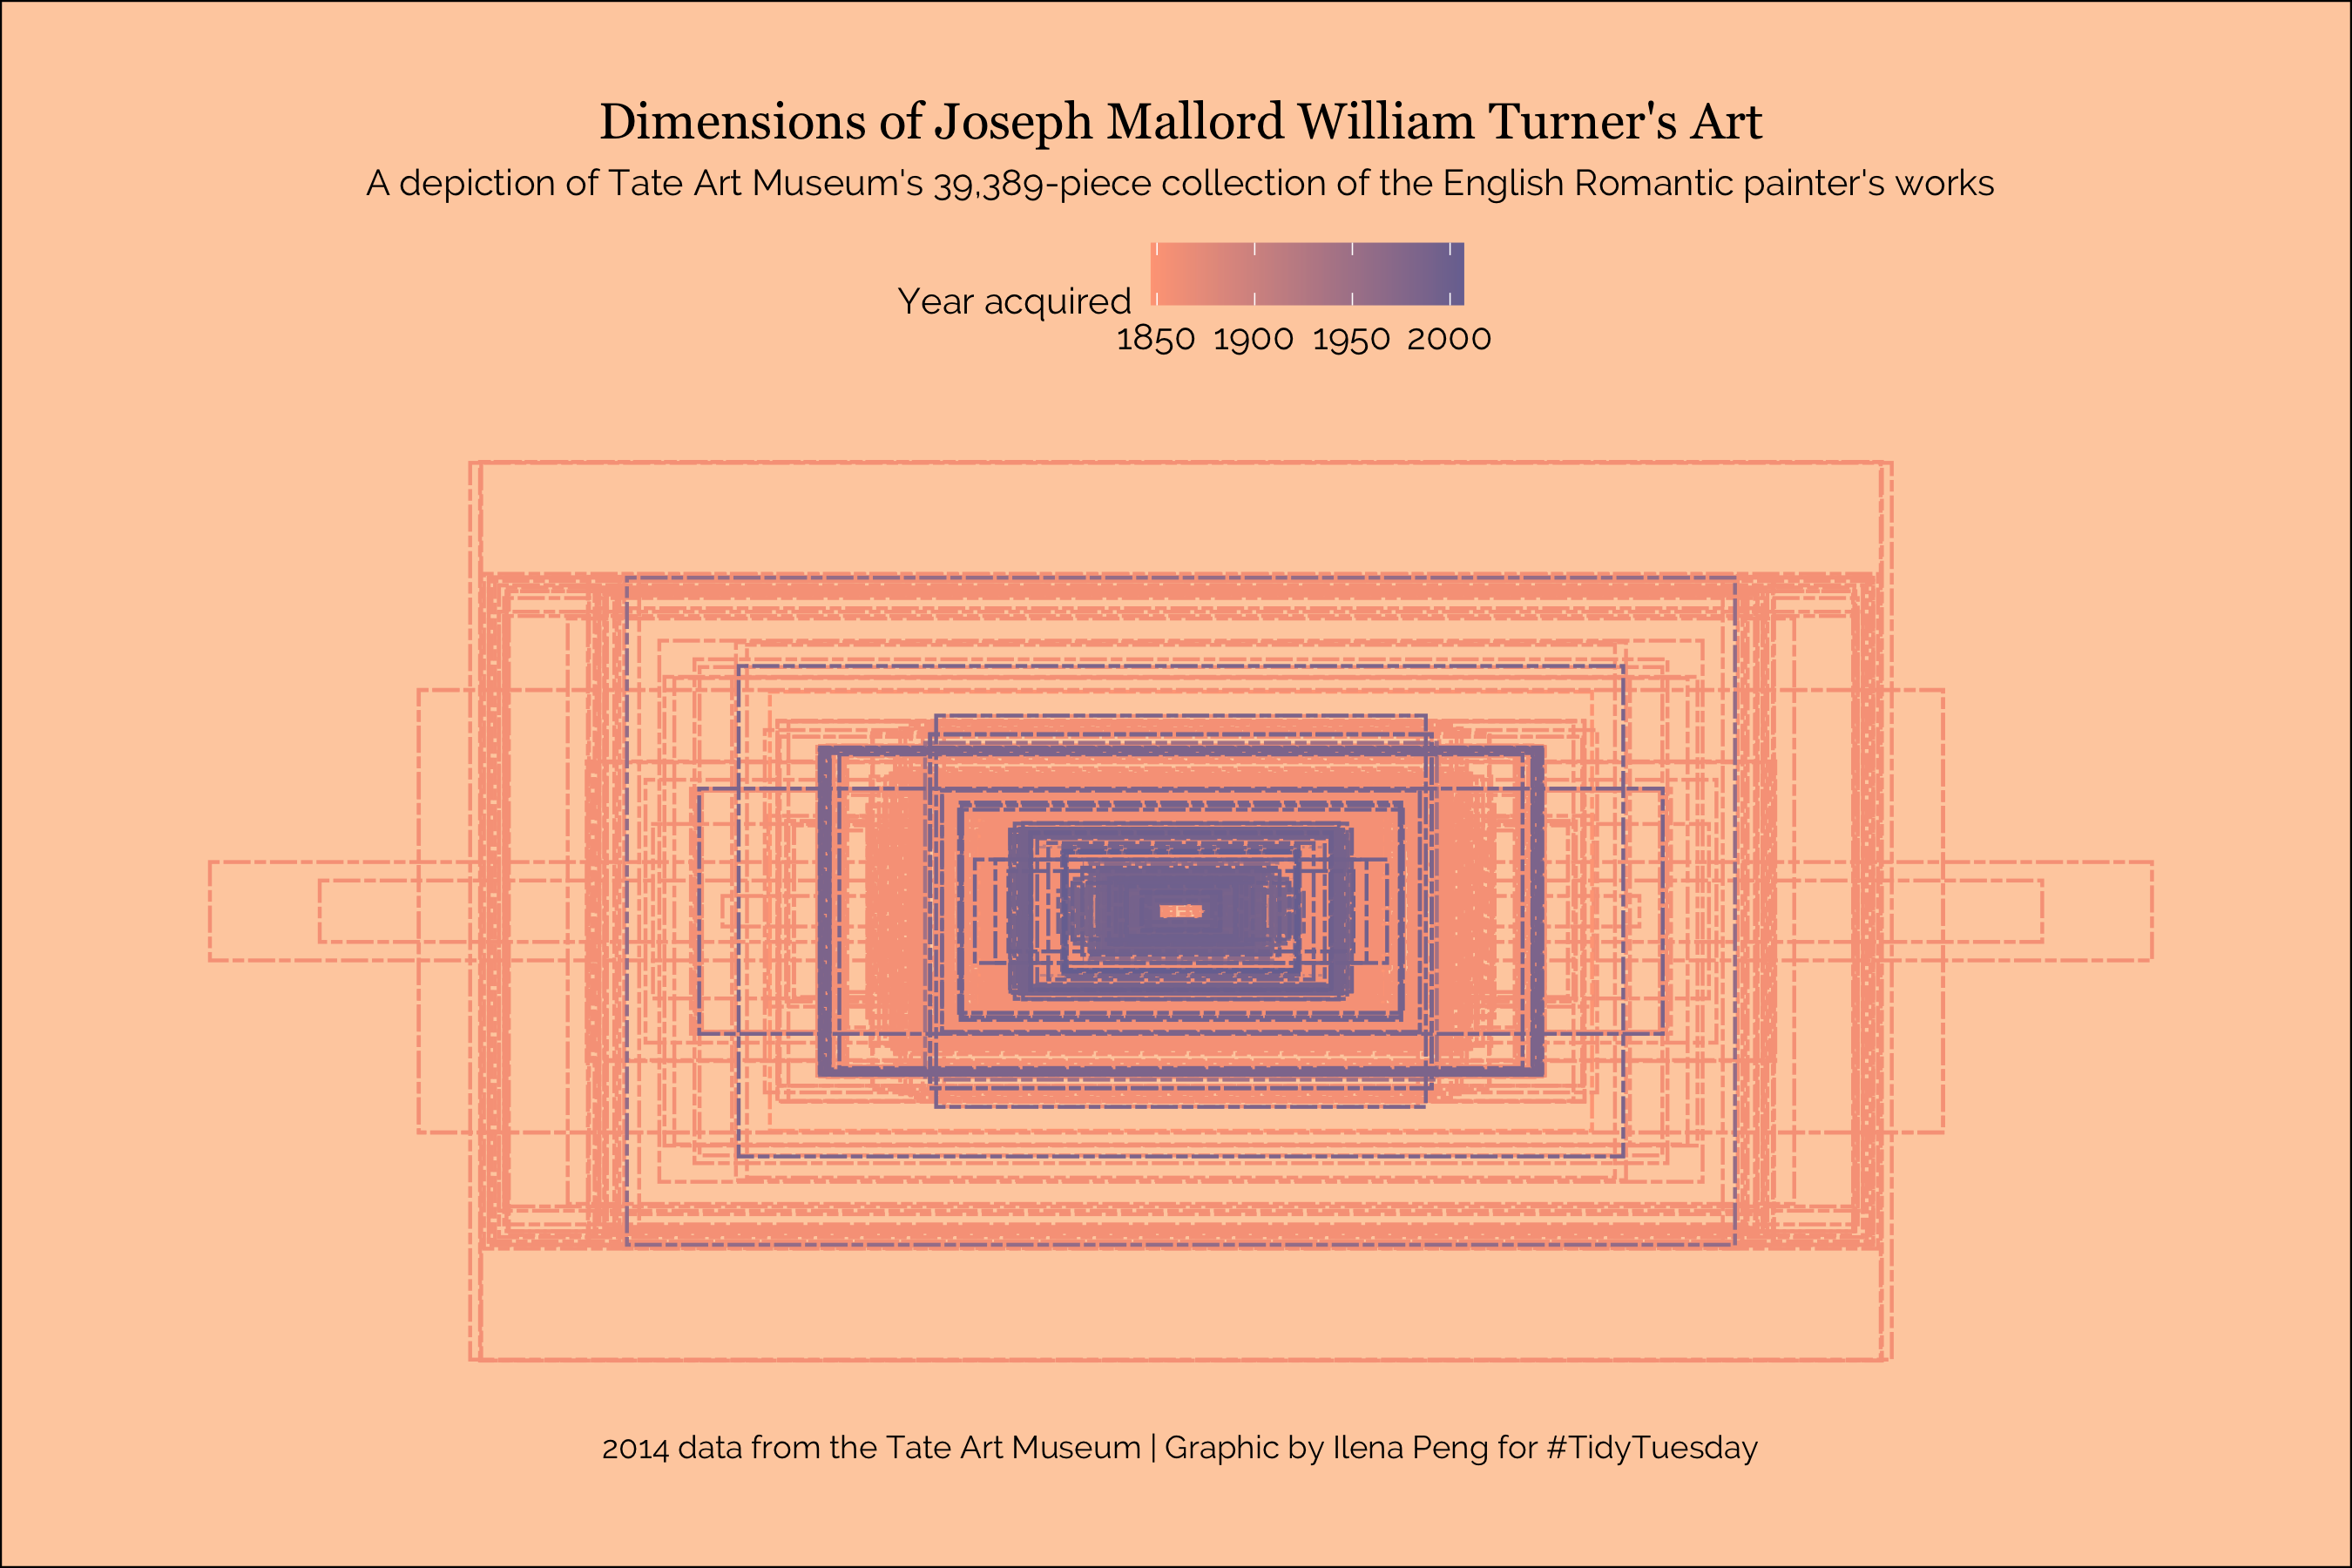 Dimensions of Joseph Mallord William Turner's Art
A depiction of Tate Art Museum's 39,389-piece collection of the English Romantic painter's works
Year acquired
1850 1900 1950 2000
2014 data from the Tate Art Museum | Graphic by Ilena Peng for #TidyTuesday